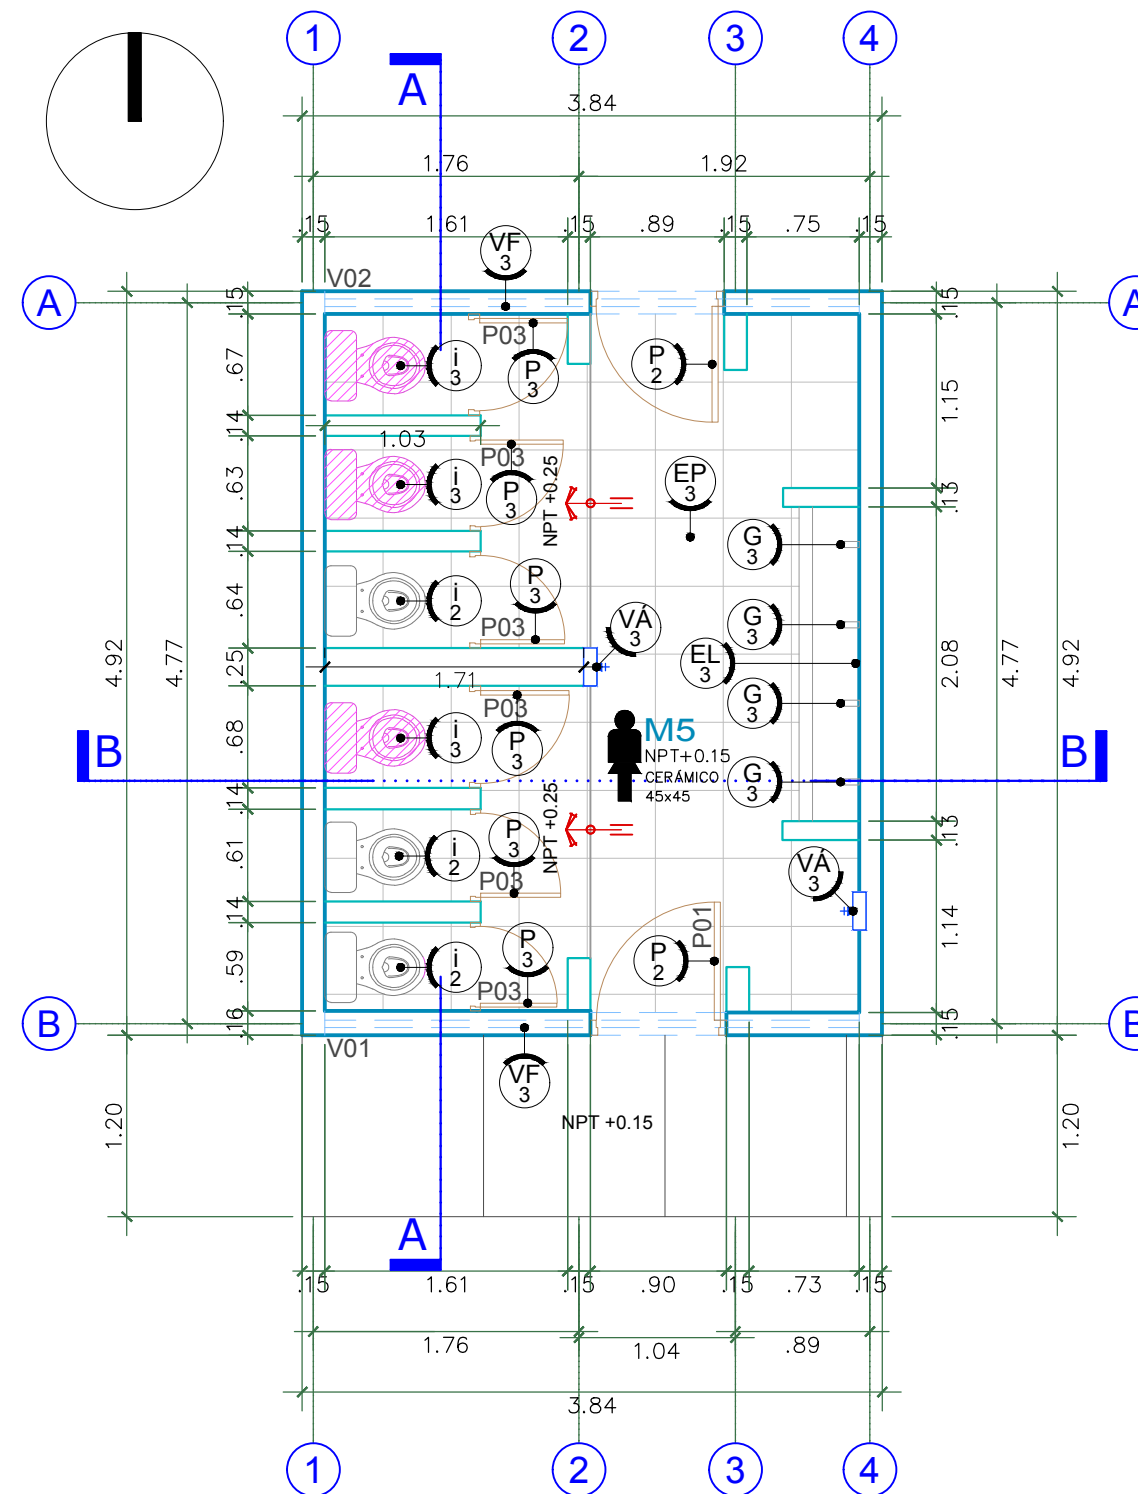 1 2 3 4
A
3.84
1.76 1.92
.15 1.61 .15 .89 .15 .75 .15
VF
3
V02
A A
.15 .15
.67
i
3
P03
P
3
P
2
1.15
.14
1.03
P03
.63
i
3
P
3
NPT +0.25
EP
3
.13
G
3
.14
P
3
.64
i
2
P03
VÁ
3
G
3
4.92 4.77 .25
1.71
EL
3
2.08 4.77 4.92
P03
G
3
.68
i
3
P
3
M5
NPT+0.15
CERÁMICO
45x45
B B
G
3
.14
NPT +0.25
P
3
.13
.61
i
2
P03
VÁ
3
.14
P01
1.14
P
3
.59
i
2
P
2
P03
B B
.16 .15
V01
VF
3
1.20 1.20
NPT +0.15
A
.15 1.61 .15 .90 .15 .73 .15
1.76 1.04 .89
3.84
1 2 3 4